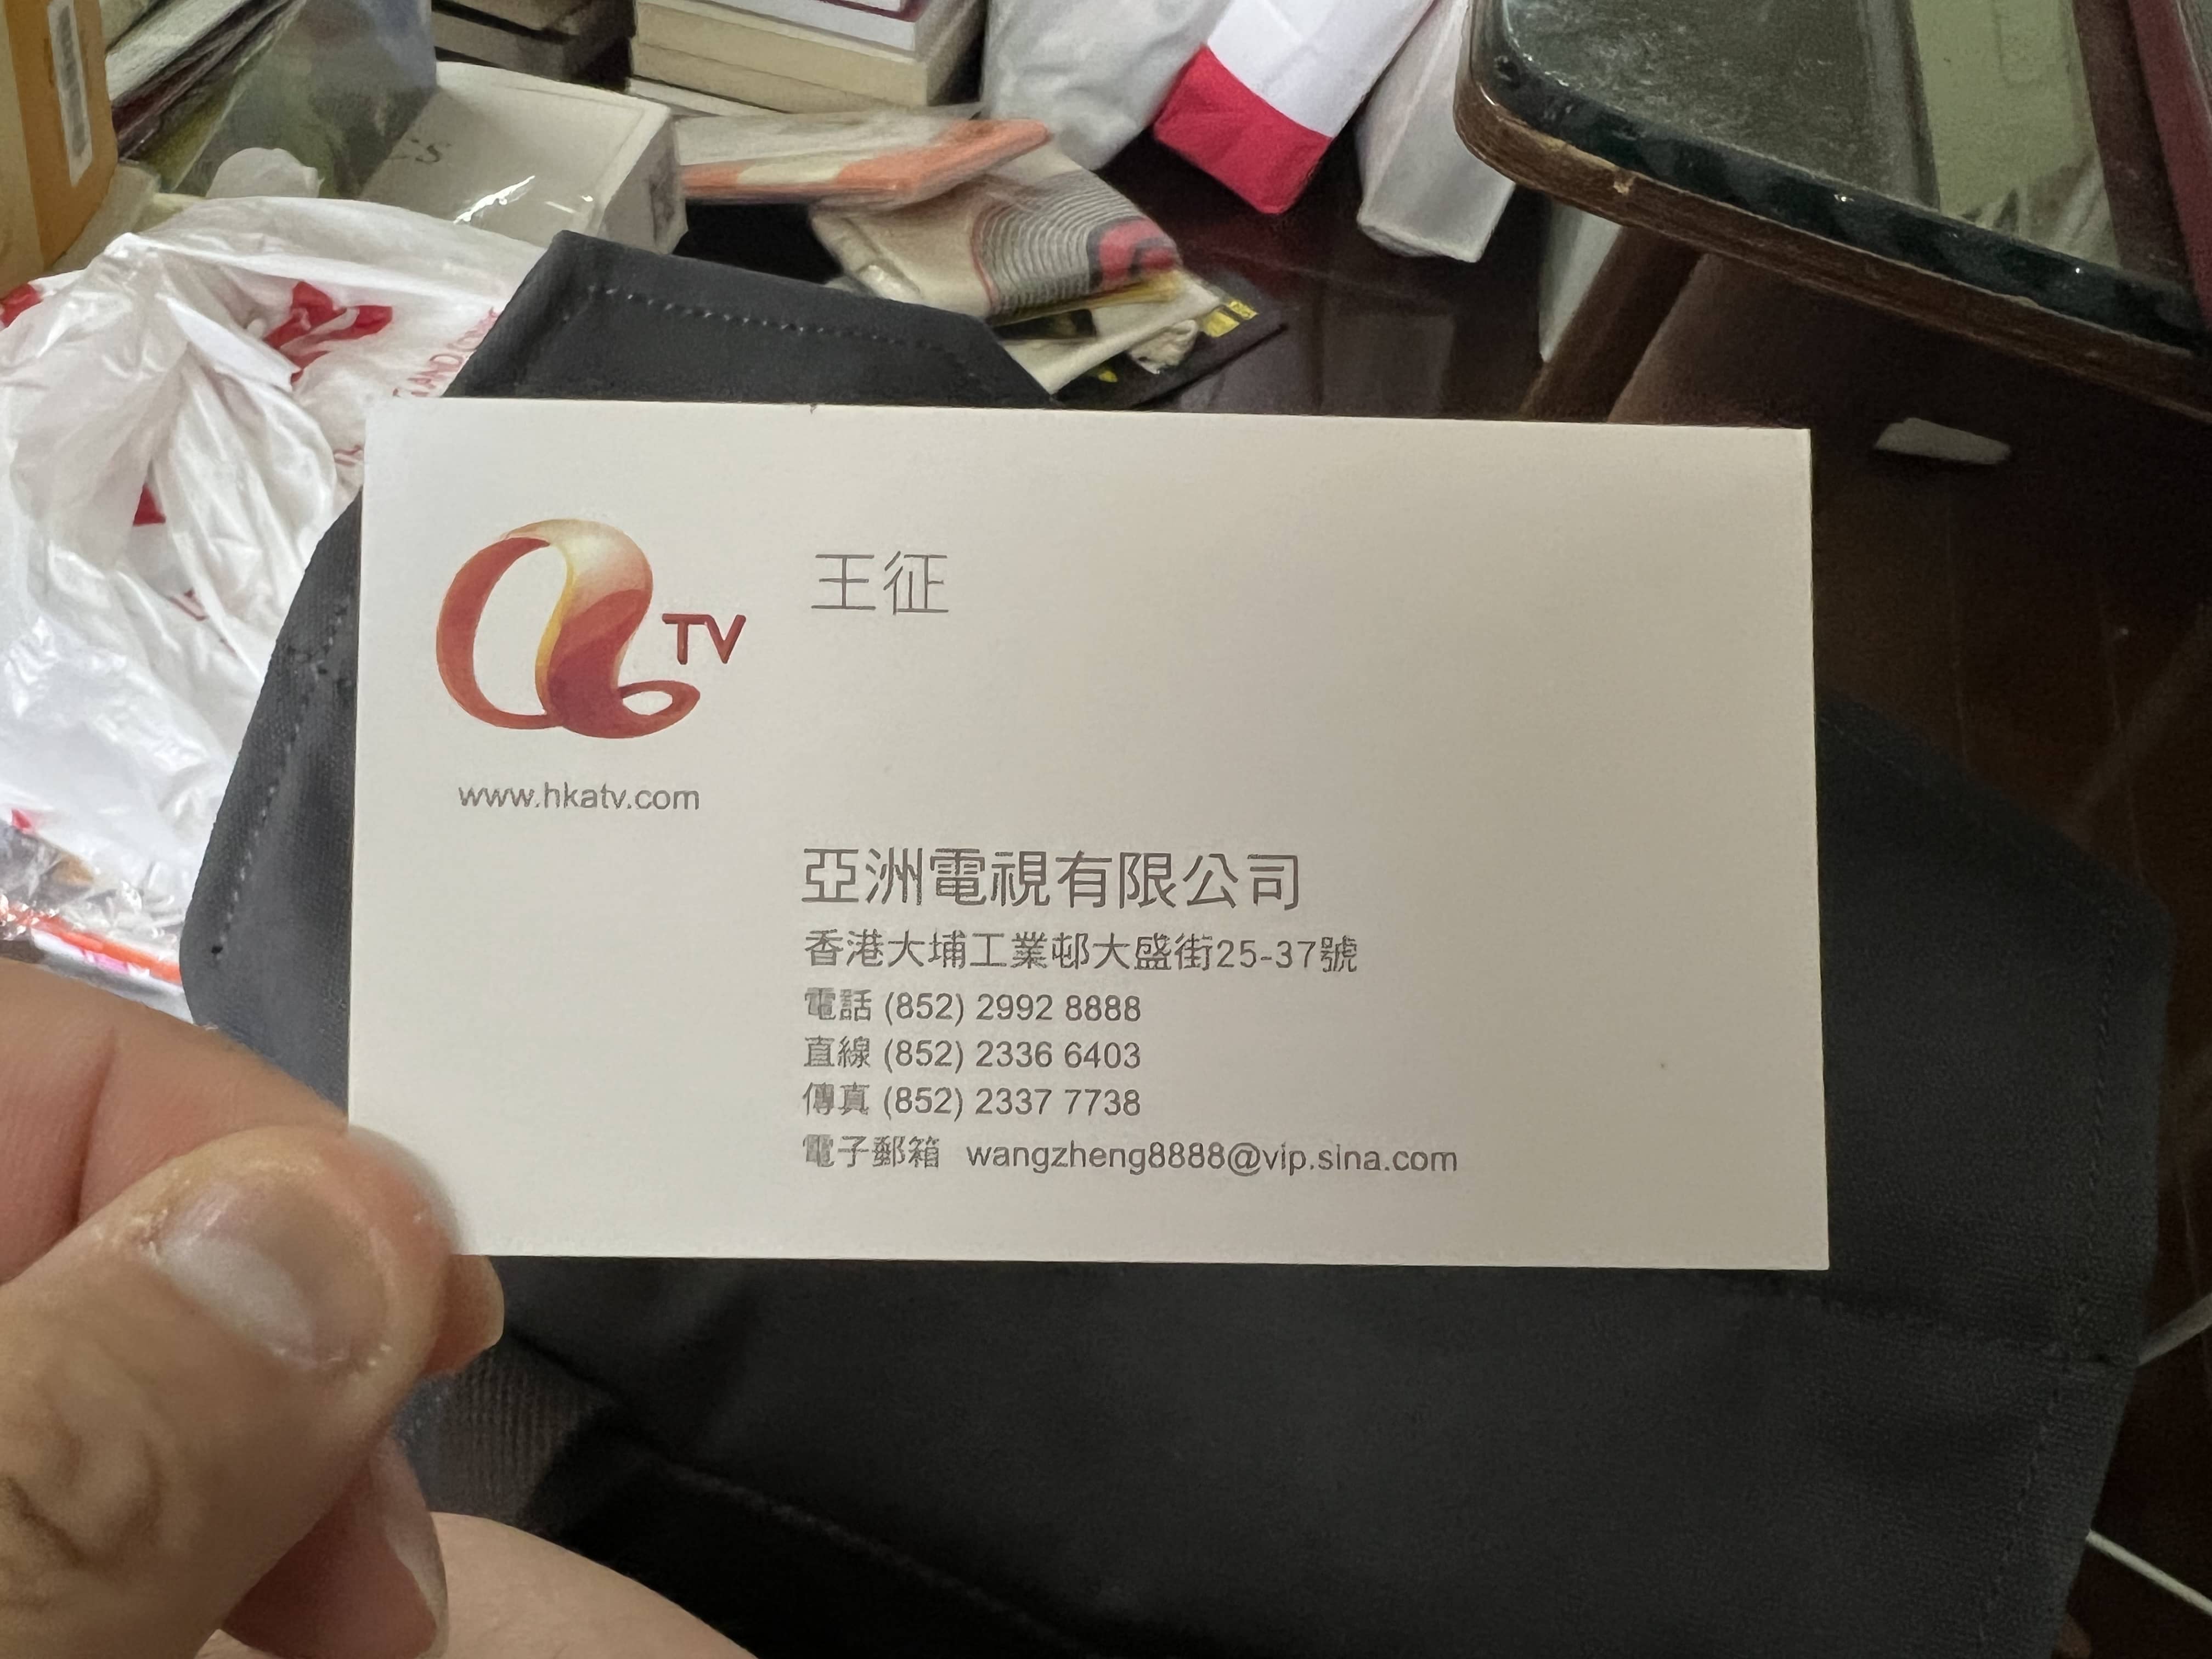 TV
王征
www.hkatv.com
亞洲電視有限公司
香港大埔工業邨大盛街25-37號
電話 (852) 2992 8888
直線 (852) 2336 6403
傳真 (852) 2337 7738
電子郵箱 wangzheng8888@vip.sina.com